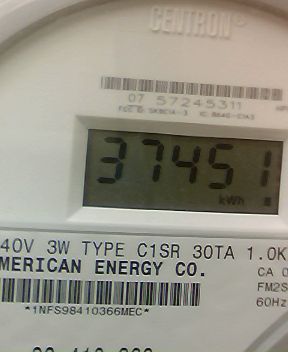 CENTRON®
07 57245311
37451
kWh
40V 3W TYPE C1SR 30TA 1.0K
MERICAN ENERGY CO.
CA 0
FM2S
60Hz
*1NFS98410366MEC*